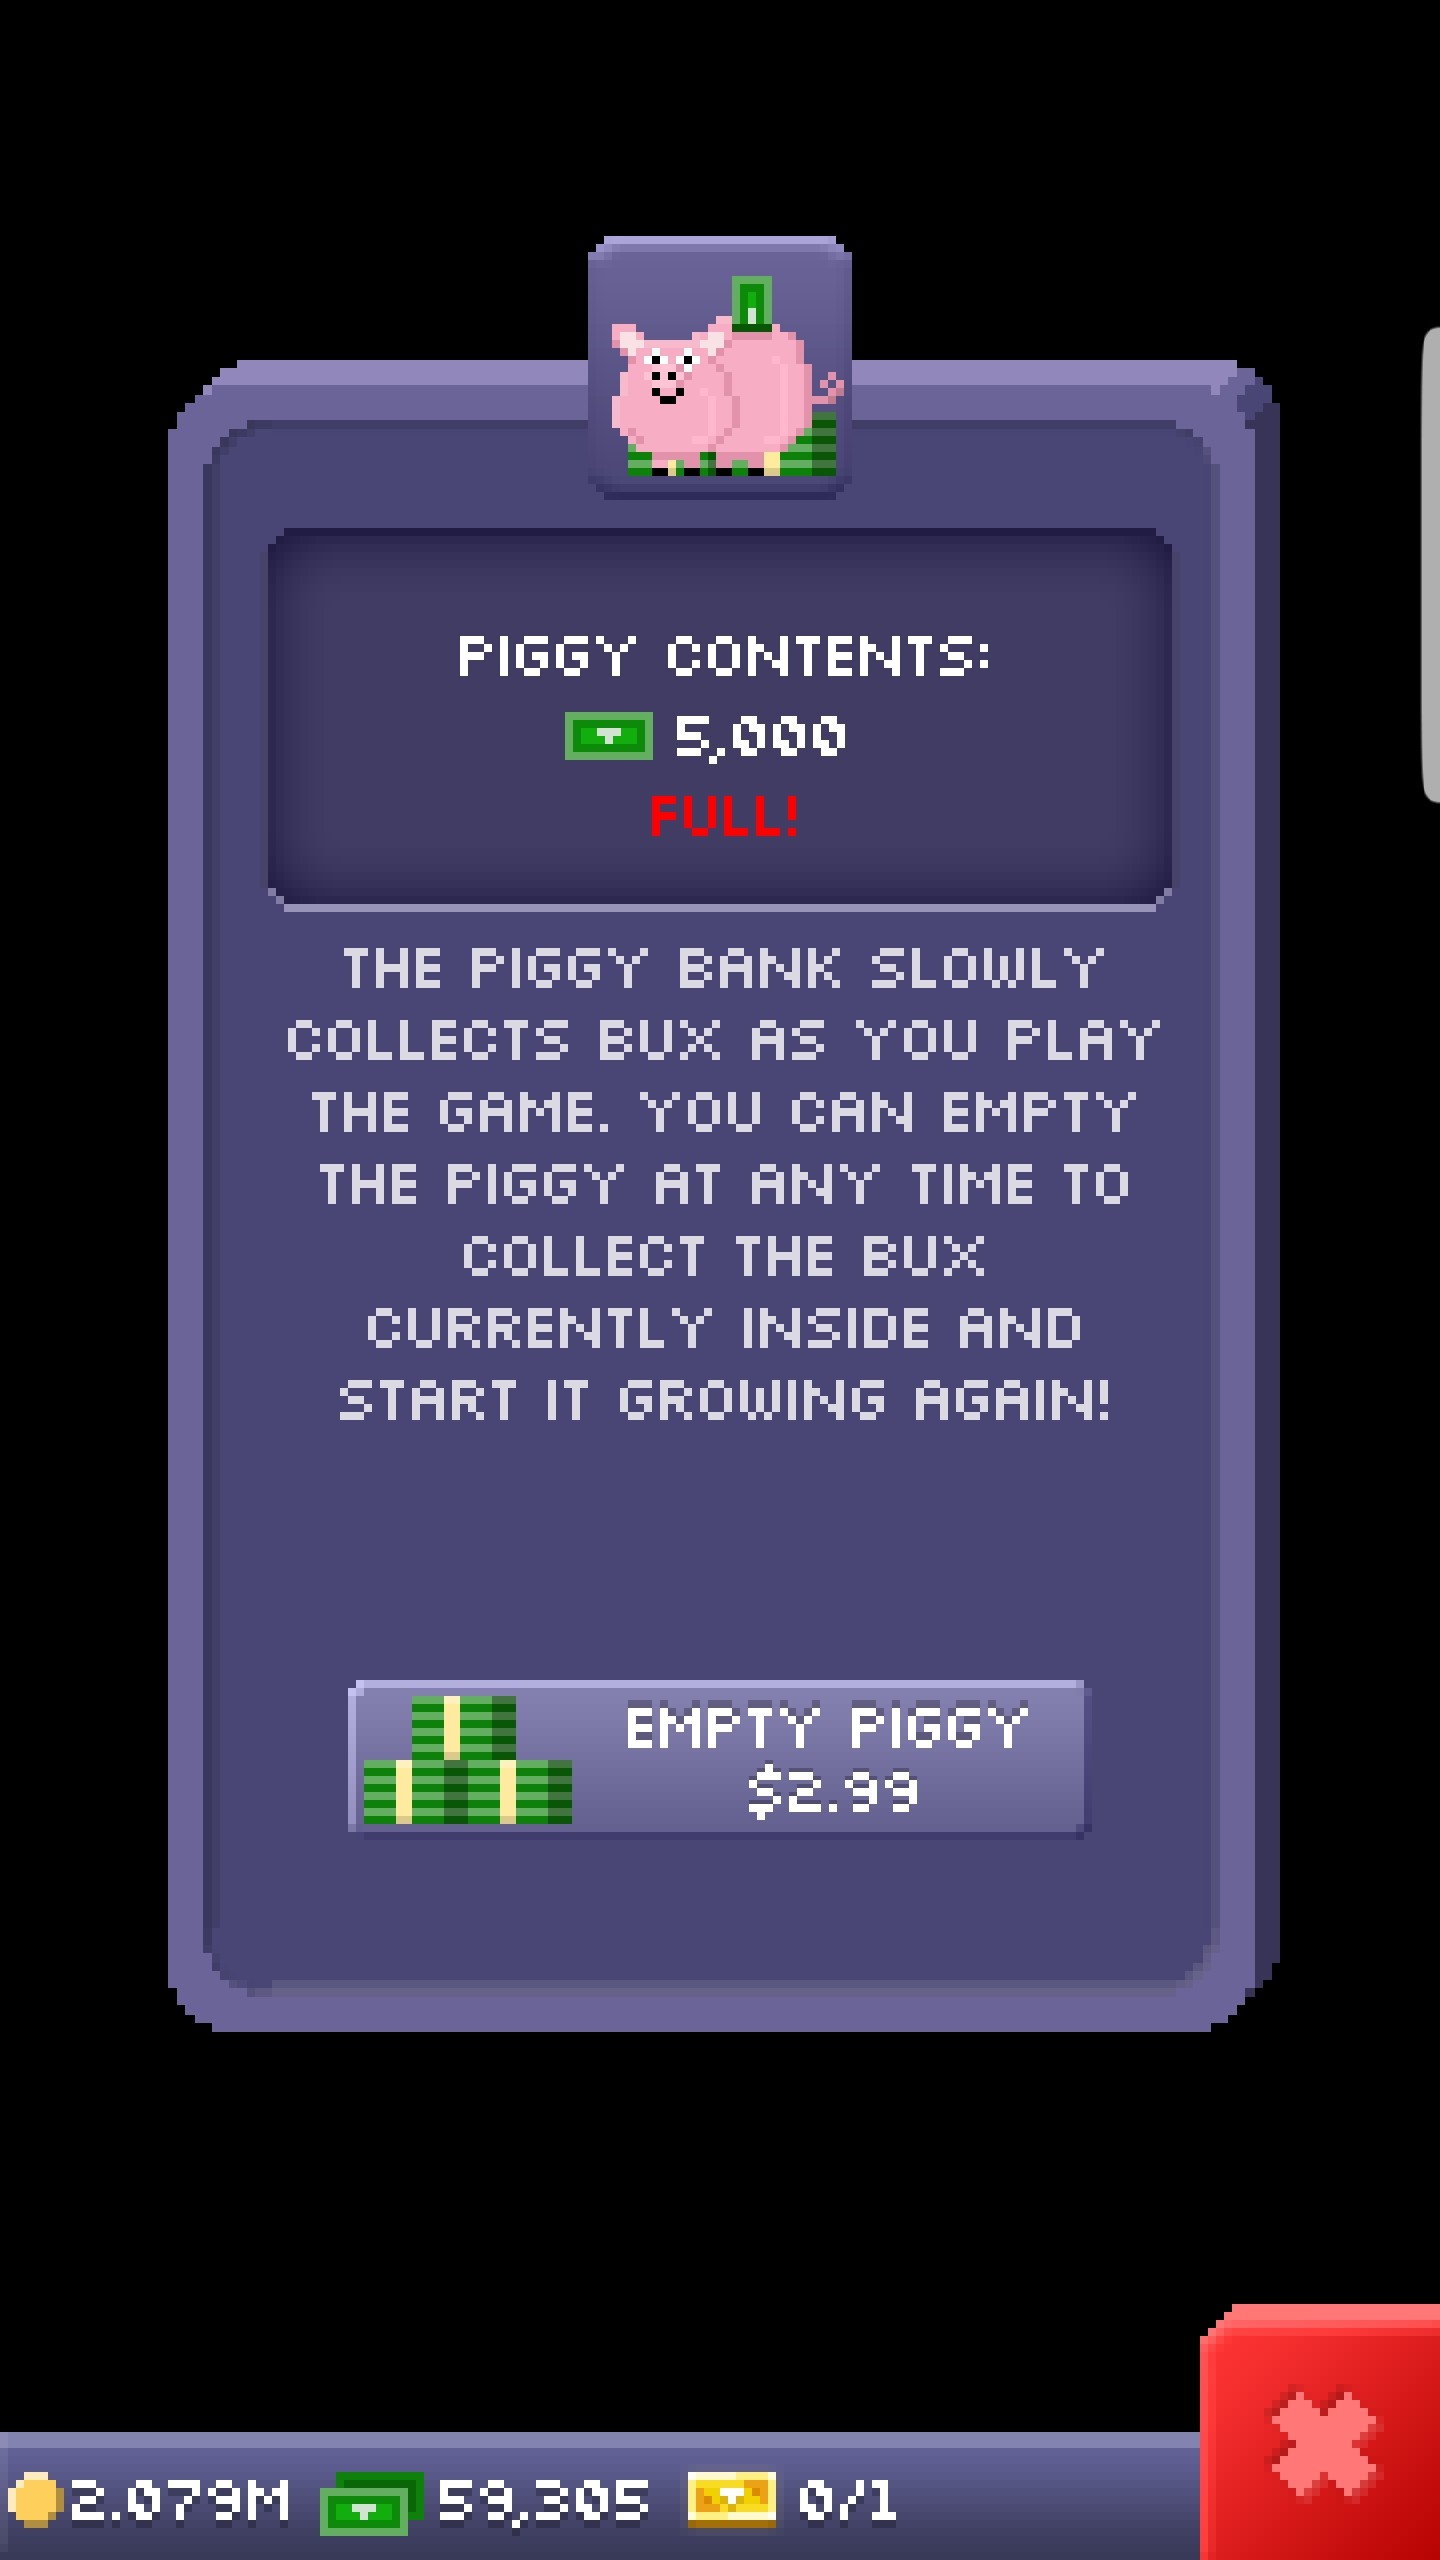 PIGGY CONTENTS:
5,000
FULL!
THE PIGGY BANK SLOWLY
COLLECTS BUX AS YOU PLAY
THE GAME. YOU CAN EMPTY
THE PIGGY AT ANY TIME TO
COLLECT THE BUX
CURRENTLY INSIDE AND
START IT GROWING AGAIN!
EMPTY PIGGY
$2.99
2.079M 59,305 0/1